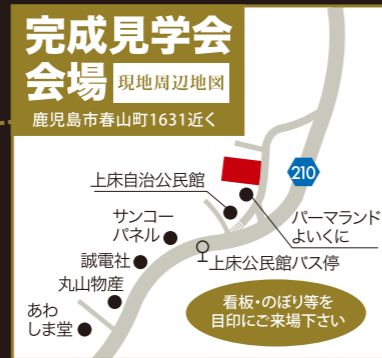 完成見学会
会場 現地周辺地図
鹿児島市春山町1631近く
210
上床自治公民館
パーマランド
よいくに
サンコー
パネル
上床公民館バス停
誠電社
丸山物産
あわ
しま堂
看板・のぼり等を
目印にご来場下さい